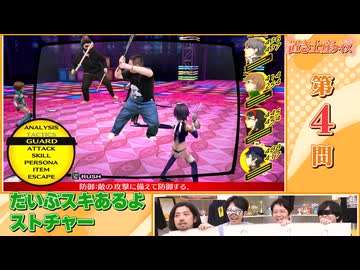 第4問
ANALYSIS
TACTICS
GUARD
ATTACK
SKILL
PERSONA
ITEM
ESCAPE
RUSH
防御:敵の攻撃に備えて防御する。
だいぶスキあるよ
ストチャー